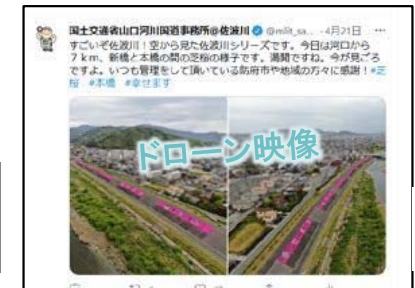 国土交通省山口河川国道事務所@佐波川 @mlit_sa... ·4月21日 ···
すごいぞ佐波川！空から見た佐波川シリーズです。今日は河口から
7ｋｍ、新橋と本橋の間の芝桜の様子です。満開ですね。今が見ごろ
ですよ。いつも管理をして頂いている防府市や地域の方々に感謝！#芝
桜 #本橋 #幸せます
ドローン映像